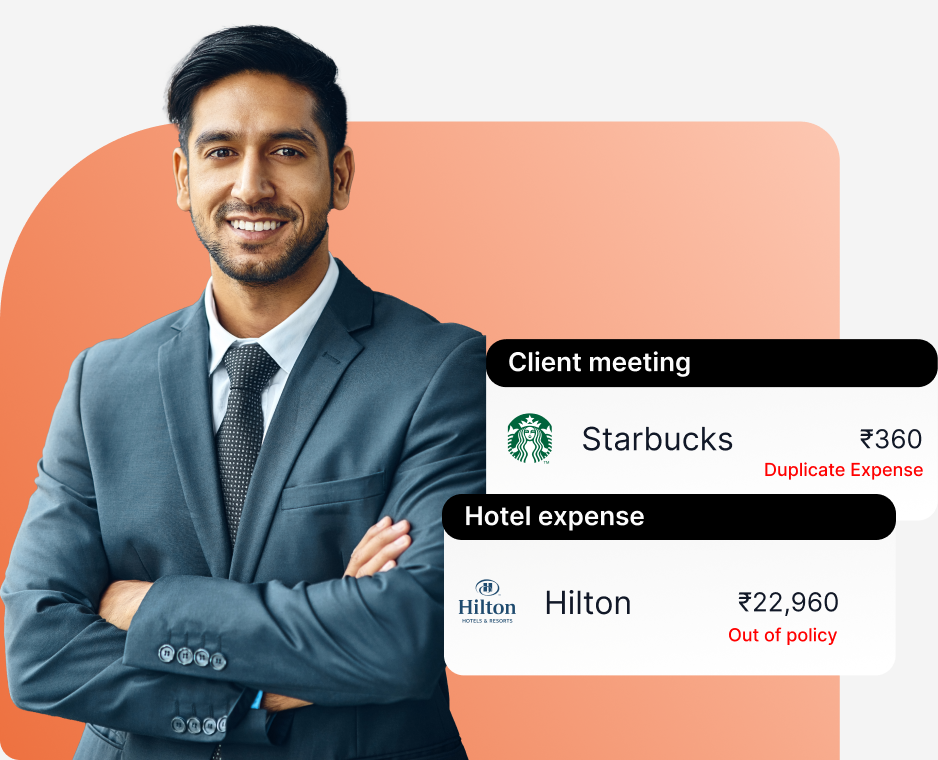 Client meeting
Starbucks
₹360
Duplicate Expense
Hotel expense
Hilton
HOTELS & RESORTS
Hilton
₹22,960
Out of policy